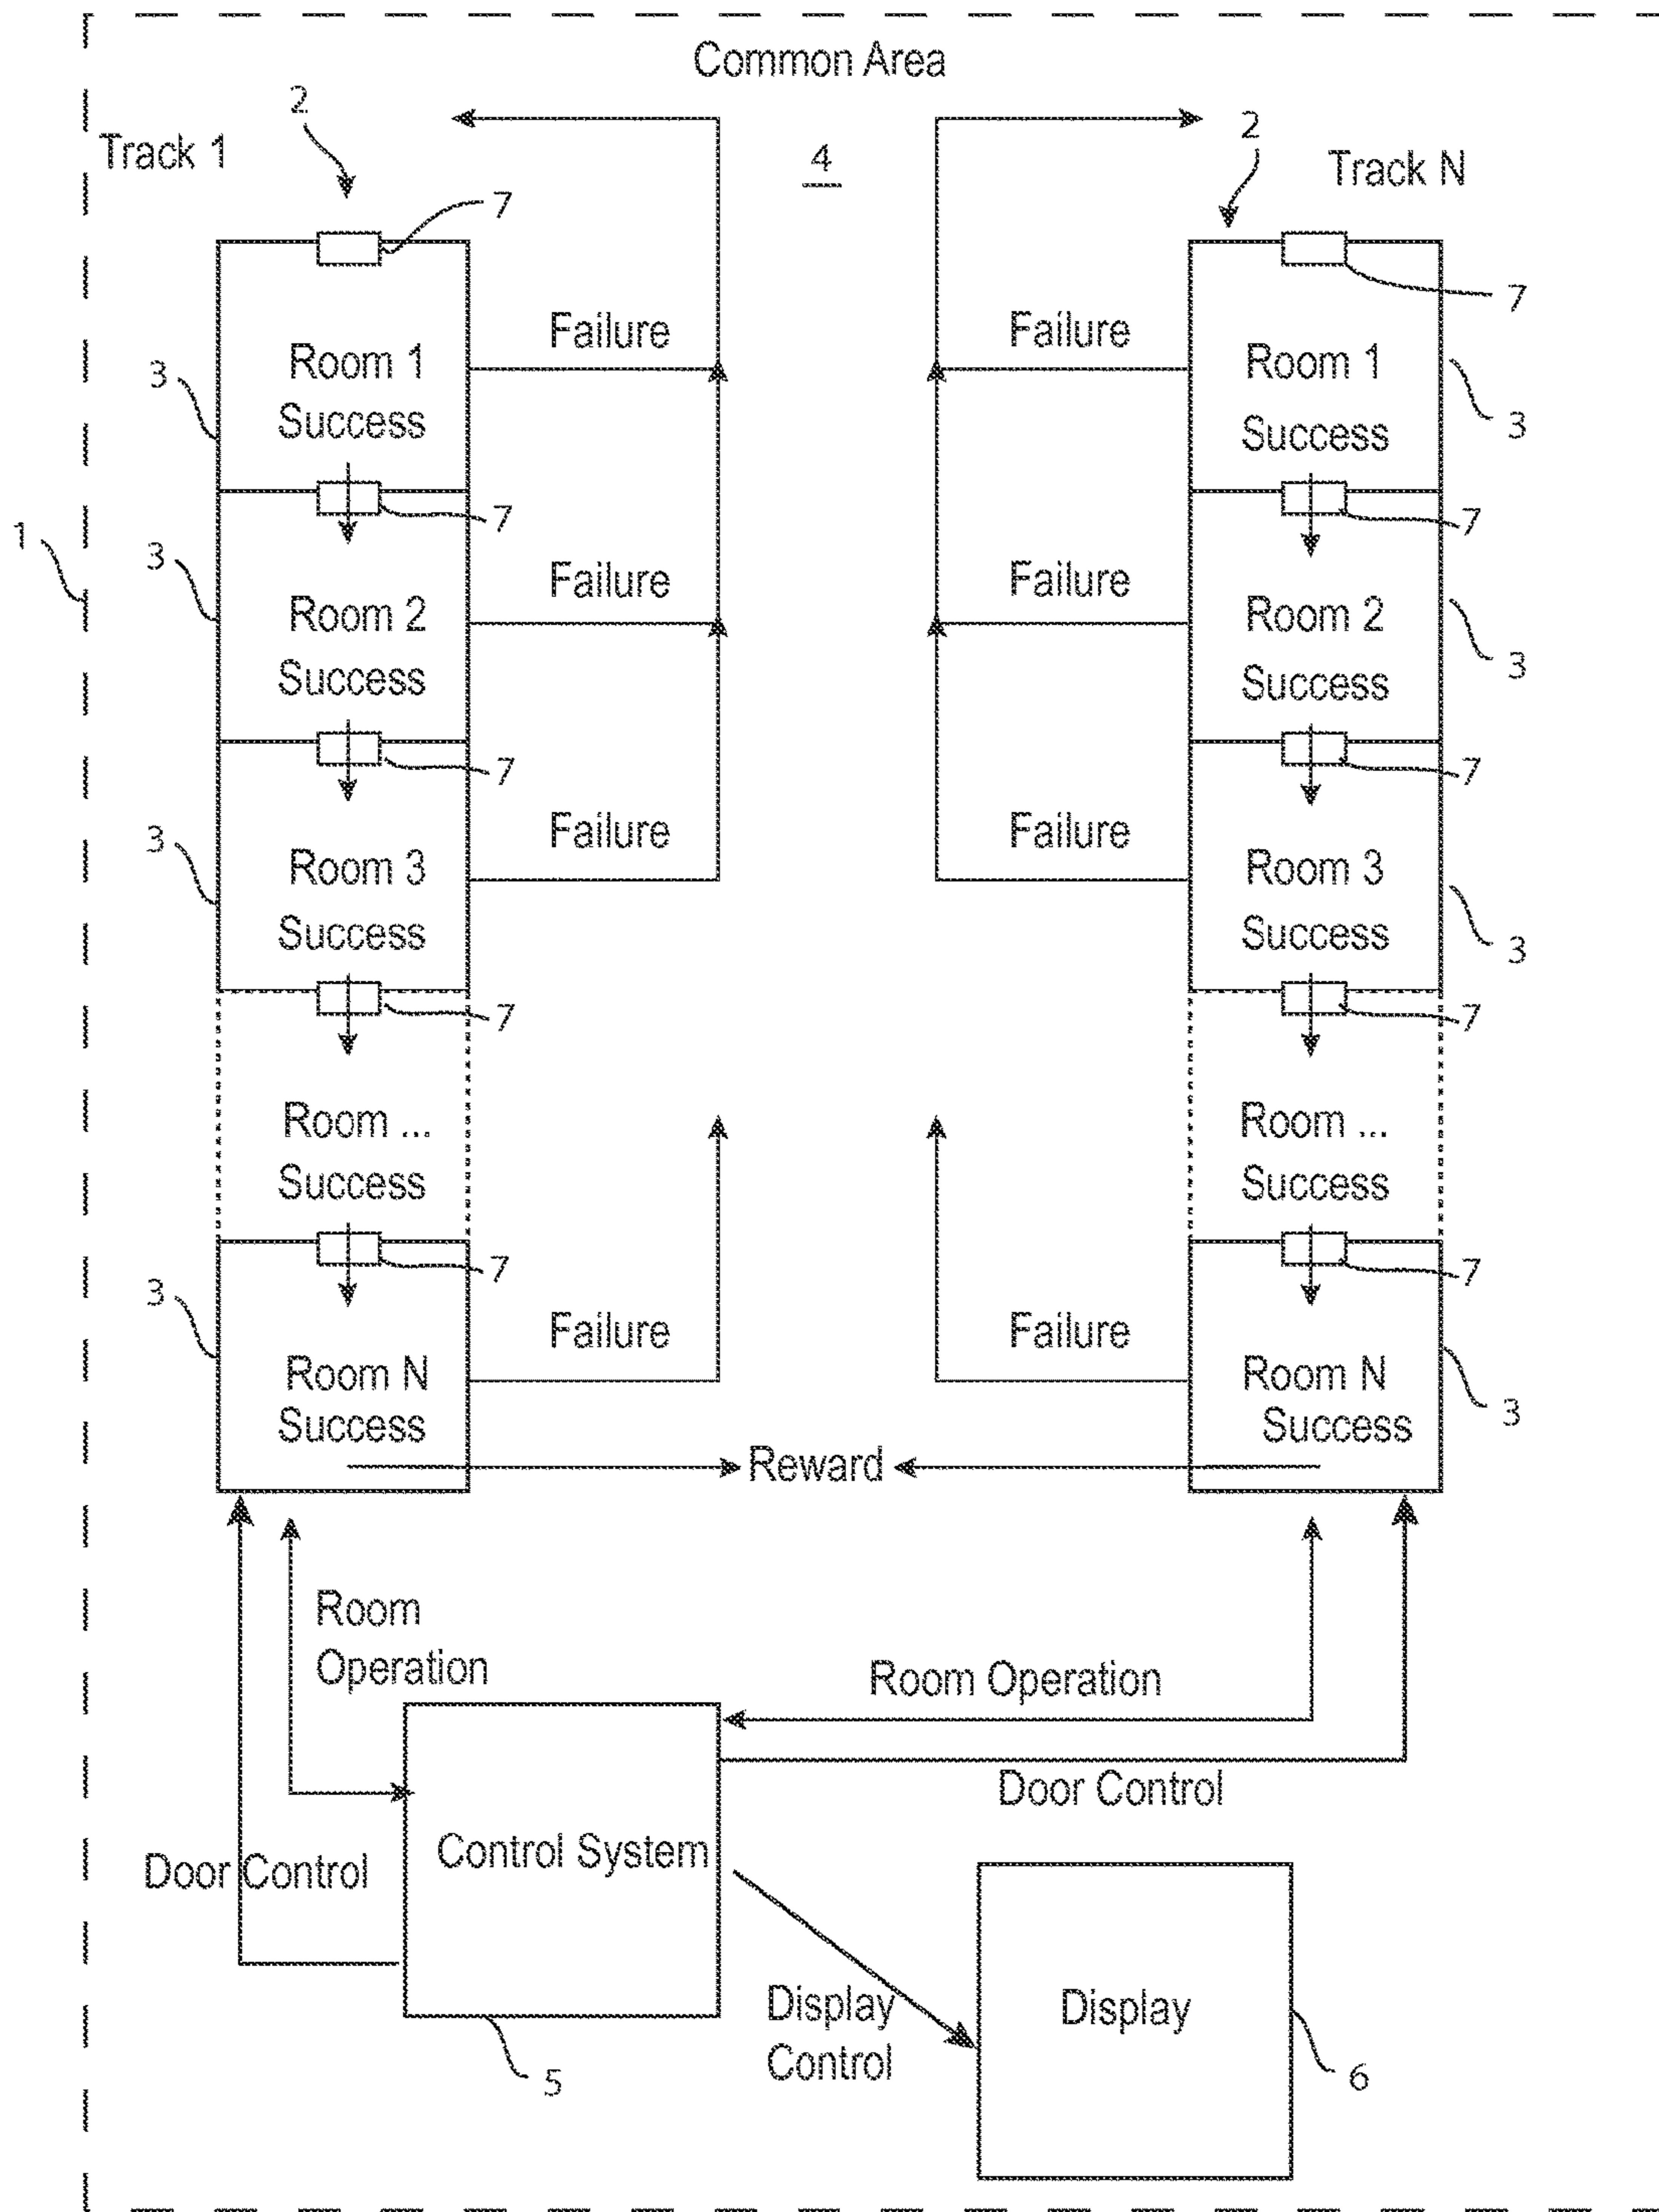 Common Area
2
2
Track 1
4
Track N
7
7
Failure
Failure
Room 1
Room 1
3
3
Success
Success
7
7
1
3
Failure
Failure
Room 2
Room 2
3
Success
Success
7
7
3
Failure
Failure
Room 3
Room 3
Success
Success
3
7
7
Room ...
Room ...
Success
Success
7
7
3
Failure
Failure
Room N
Room N
3
Success
Success
Reward
Room
Operation
Room Operation
Door Control
Control System
Door Control
Display
Control
Display
5
6